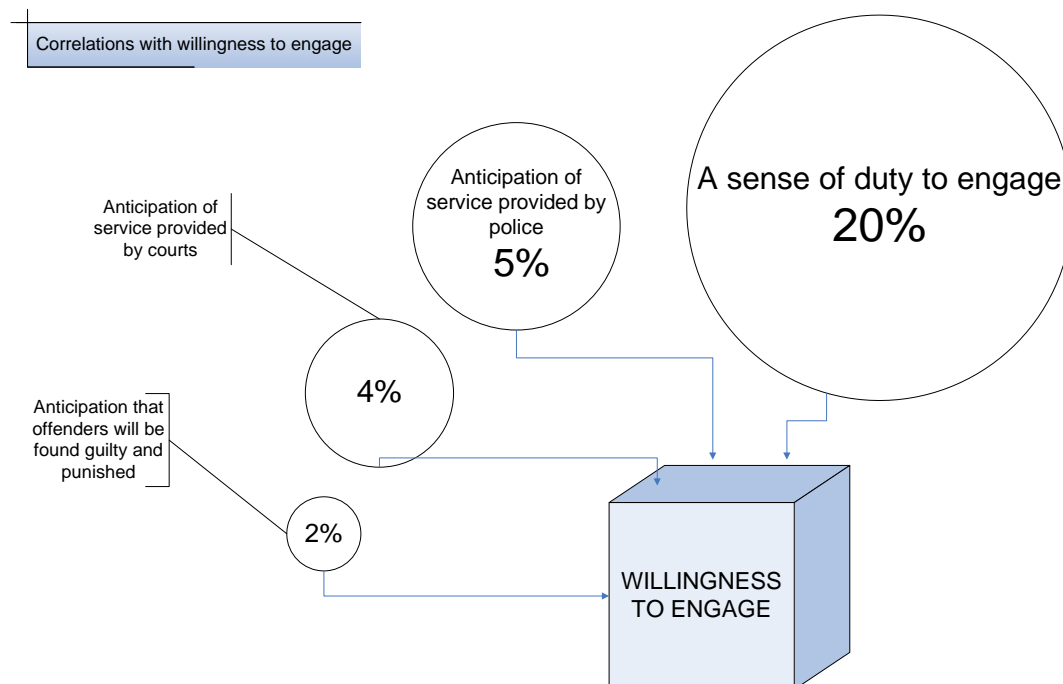 Correlations with willingness to engage
A sense of duty to engage
20%
Anticipation of
service provided by
police
5%
Anticipation of
service provided
by courts
4%
Anticipation that
offenders will be
found guilty and
punished
2%
WILLINGNESS
TO ENGAGE